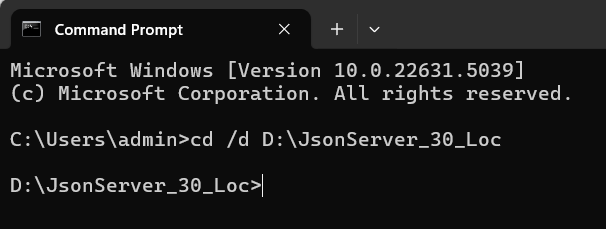 Command Prompt
Microsoft Windows [Version 10.0.22631.5039]
(c) Microsoft Corporation. All rights reserved.
C:\Users\admin>cd /d D:\JsonServer_30_Loc
D:\JsonServer_30_Loc>